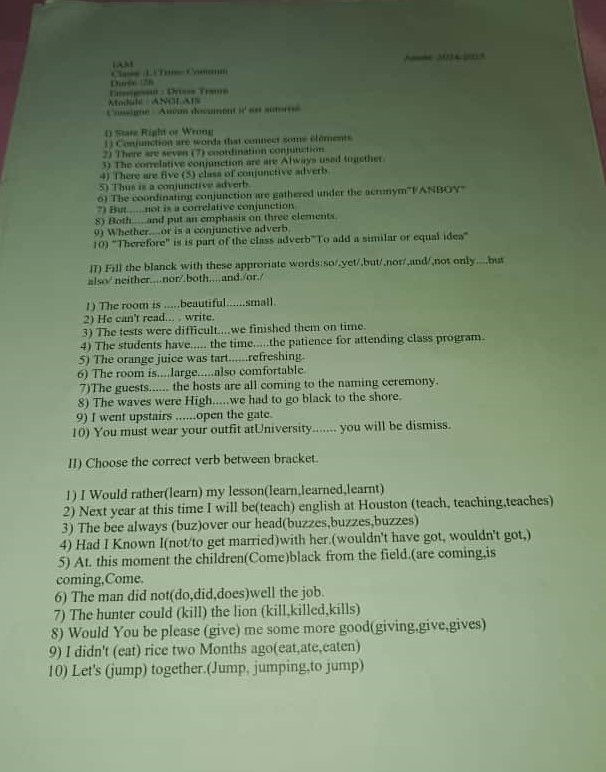 IAM
Année 2024-2025
Classe :L1Tronc Commun
Durée :2h
Enseignant : Drissa Traore
Module : ANGLAIS
Consigne : Aucun document n'est autorisé
I) State Right or Wrong
1) Conjunction are words that connect some éléments
2) There are seven (7) coordination conjunction
3) The correlative conjunction are are Always used together.
4) There are five (5) class of conjunctive adverb.
5) Thus is a conjunctive adverb.
6) The coordinating conjunction are gathered under the acronym"FANBOY"
7) But......not is a correlative conjunction.
8) Both.....and put an emphasis on three elements.
9) Whether....or is a conjunctive adverb.
10) "Therefore" is is part of the class adverb"To add a similar or equal idea"
II) Fill the blanck with these approriate words:so/.yet/,but/,nor/,and/,not only....but
also/ neither....nor/.both....and./or./
1) The room is .....beautiful......small.
2) He can't read... . write.
3) The tests were difficult....we finished them on time.
4) The students have..... the time.....the patience for attending class program.
5) The orange juice was tart......refreshing.
6) The room is....large.....also comfortable.
7)The guests...... the hosts are all coming to the naming ceremony.
8) The waves were High.....we had to go black to the shore.
9) I went upstairs ......open the gate.
10) You must wear your outfit atUniversity....... you will be dismiss.
II) Choose the correct verb between bracket.
1) I Would rather(learn) my lesson(learn,learned,learnt)
2) Next year at this time I will be(teach) english at Houston (teach, teaching,teaches)
3) The bee always (buz)over our head(buzzes,buzzes,buzzes)
4) Had I Known I(not/to get married)with her.(wouldn't have got, wouldn't got,)
5) At. this moment the children(Come)black from the field.(are coming,is
coming,Come.
6) The man did not(do,did,does)well the job.
7) The hunter could (kill) the lion (kill,killed,kills)
8) Would You be please (give) me some more good(giving,give,gives)
9) I didn't (eat) rice two Months ago(eat,ate,eaten)
10) Let's (jump) together.(Jump, jumping,to jump)